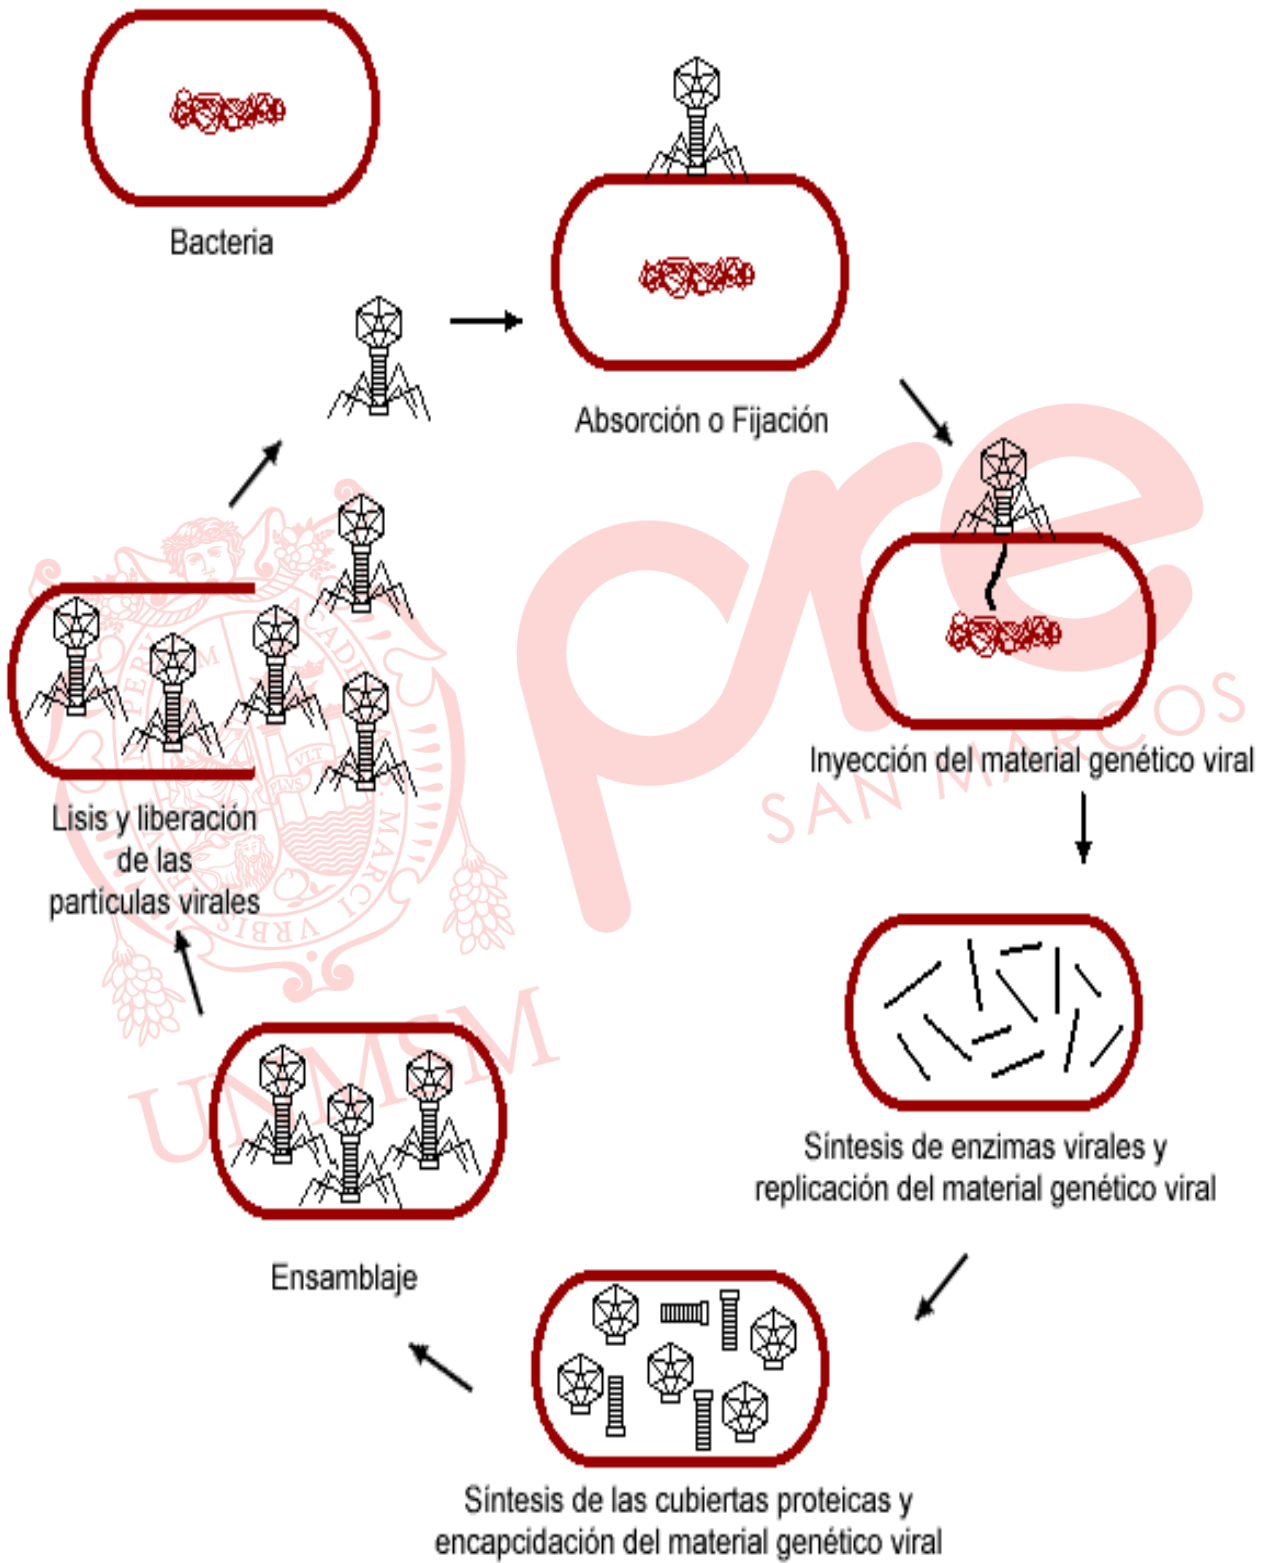 Bacteria
Absorción o Fijación
Inyección del material genético viral
Síntesis de enzimas virales y
replicación del material genético viral
Síntesis de las cubiertas proteicas y
encapcidación del material genético viral
Ensamblaje
Lisis y liberación
de las
partículas virales
pre
SAN MARCOS
UNMSM
PLVS VLT